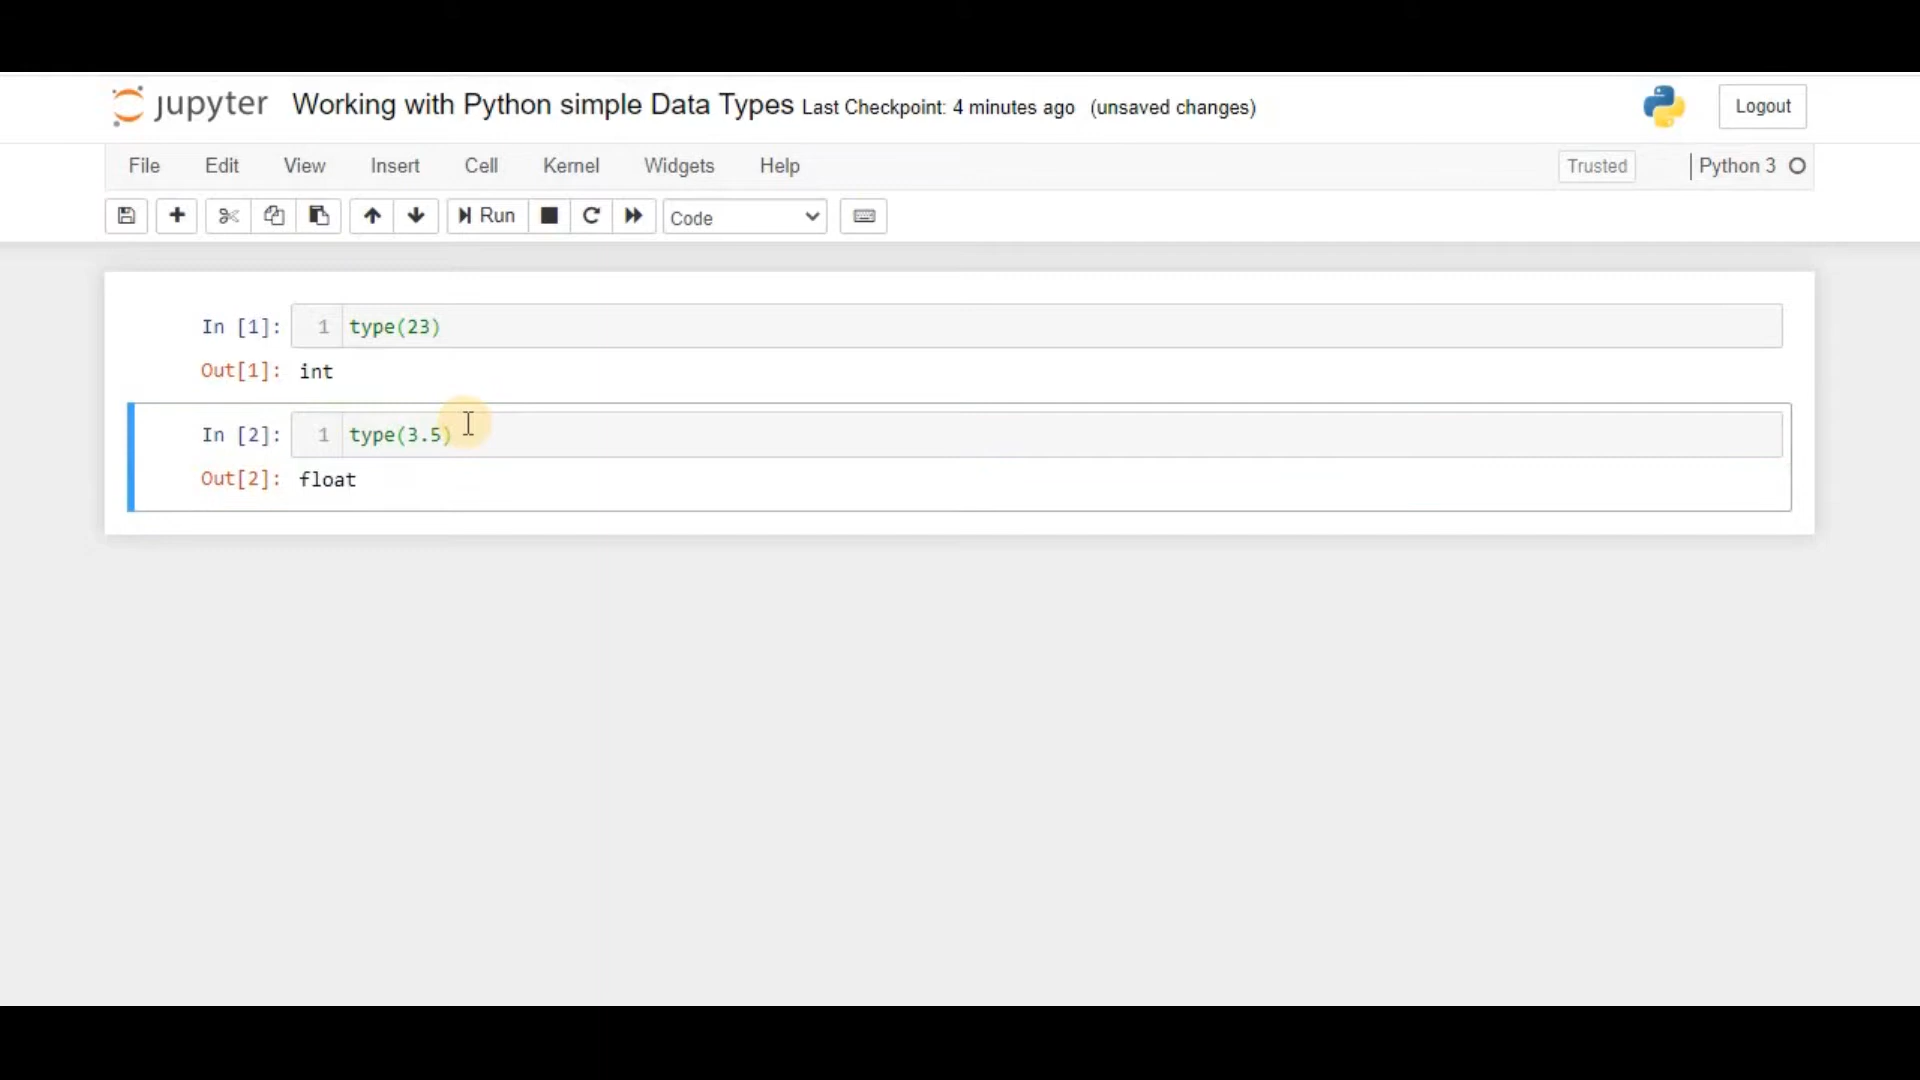 jupyter Working with Python simple Data Types Last Checkpoint: 4 minutes ago (unsaved changes) Logout
File Edit View Insert Cell Kernel Widgets Help Trusted Python 3
Run Code
In [1]: 1 type(23)
Out[1]: int
In [2]: 1 type(3.5)
Out[2]: float